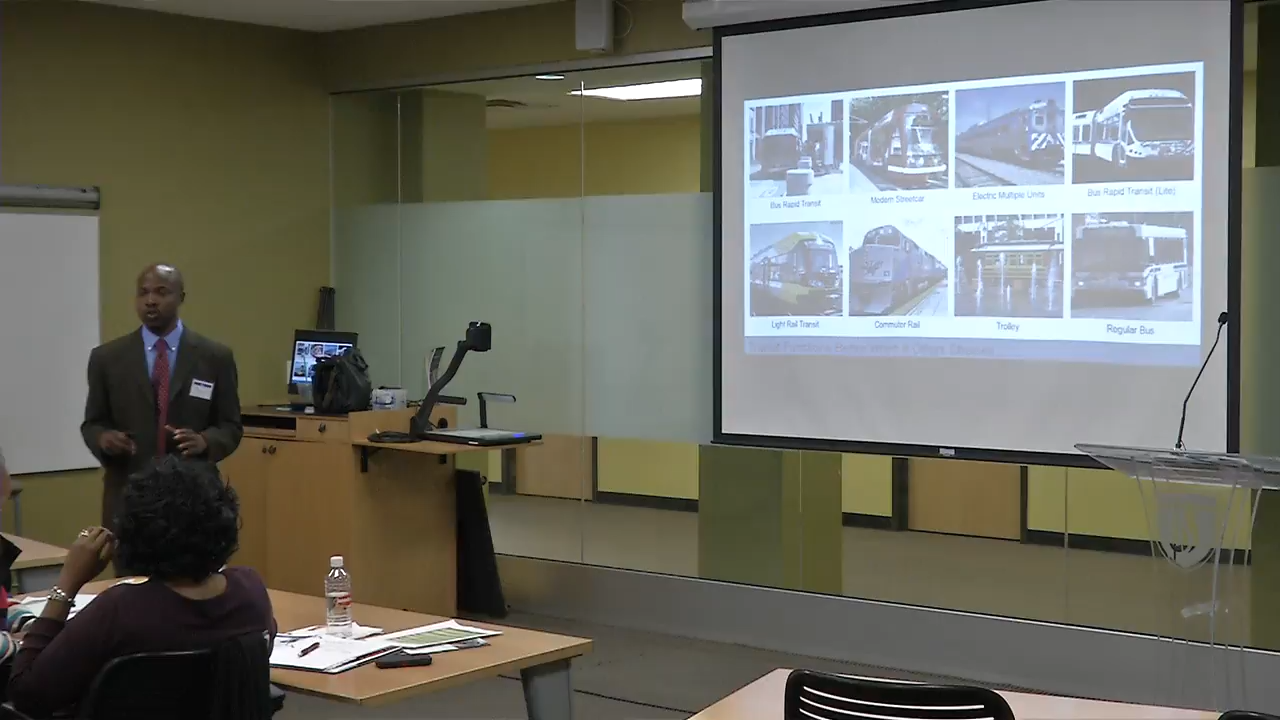 Bus Rapid Transit
Modern Streetcar
Electric Multiple Units
Bus Rapid Transit (Lite)
Light Rail Transit
Commuter Rail
Trolley
Regular Bus